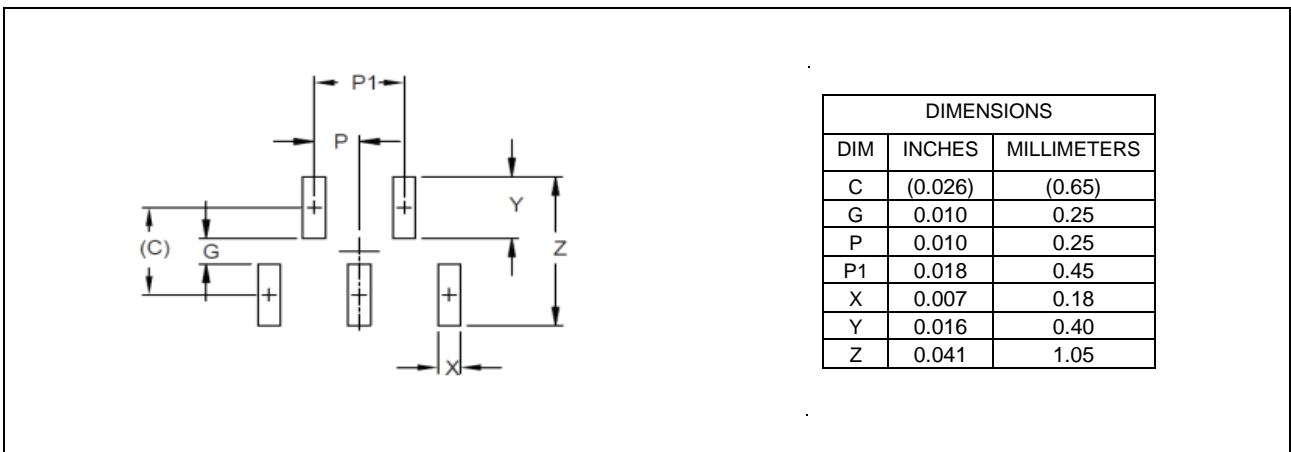 P1
P
Y
(C)
G
Z
X
DIMENSIONS
DIM INCHES MILLIMETERS
C (0.026) (0.65)
G 0.010 0.25
P 0.010 0.25
P1 0.018 0.45
X 0.007 0.18
Y 0.016 0.40
Z 0.041 1.05